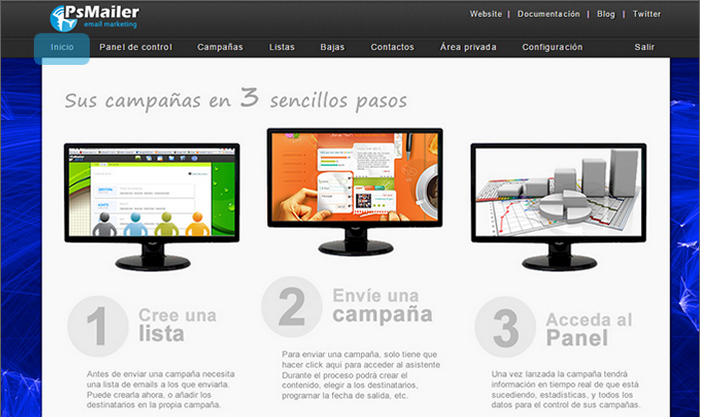 PsMailer
email marketing
Website | Documentación | Blog | Twitter
Inicio Panel de control Campañas Listas Bajas Contactos Área privada Configuración Salir
Sus campañas en 3 sencillos pasos
1 Cree una
lista
Antes de enviar una campaña necesita
una lista de emails a los que enviarla.
Puede crearla ahora, o añadir los
destinatarios en la propia campaña.
2 Envíe una
campaña
Para enviar una campaña, solo tiene que
hacer click aquí para acceder al asistente
Durante el proceso podrá crear el
contenido, elegir a los destinatarios,
programar la fecha de salida, etc.
3 Acceda al
Panel
Una vez lanzada la campaña tendrá
información en tiempo real de que está
sucediendo, estadísticas, y todos los
datos para el control de sus campañas.